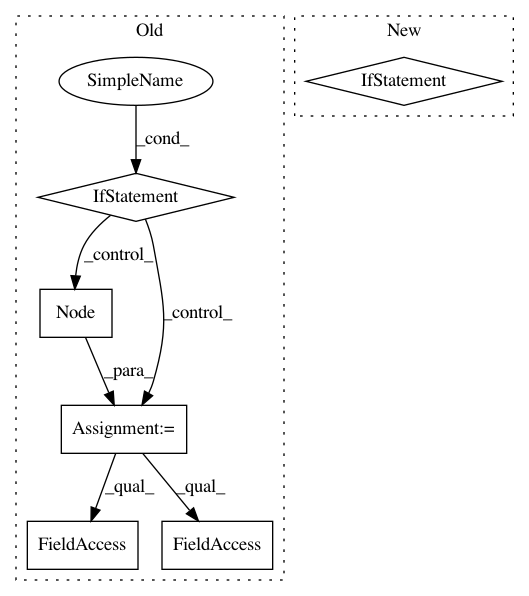 Old
New
SimpleName
IfStatement
_cond_
IfStatement
_control_
_control_
Node
_para_
Assignment:=
_qual_
_qual_
FieldAccess
FieldAccess